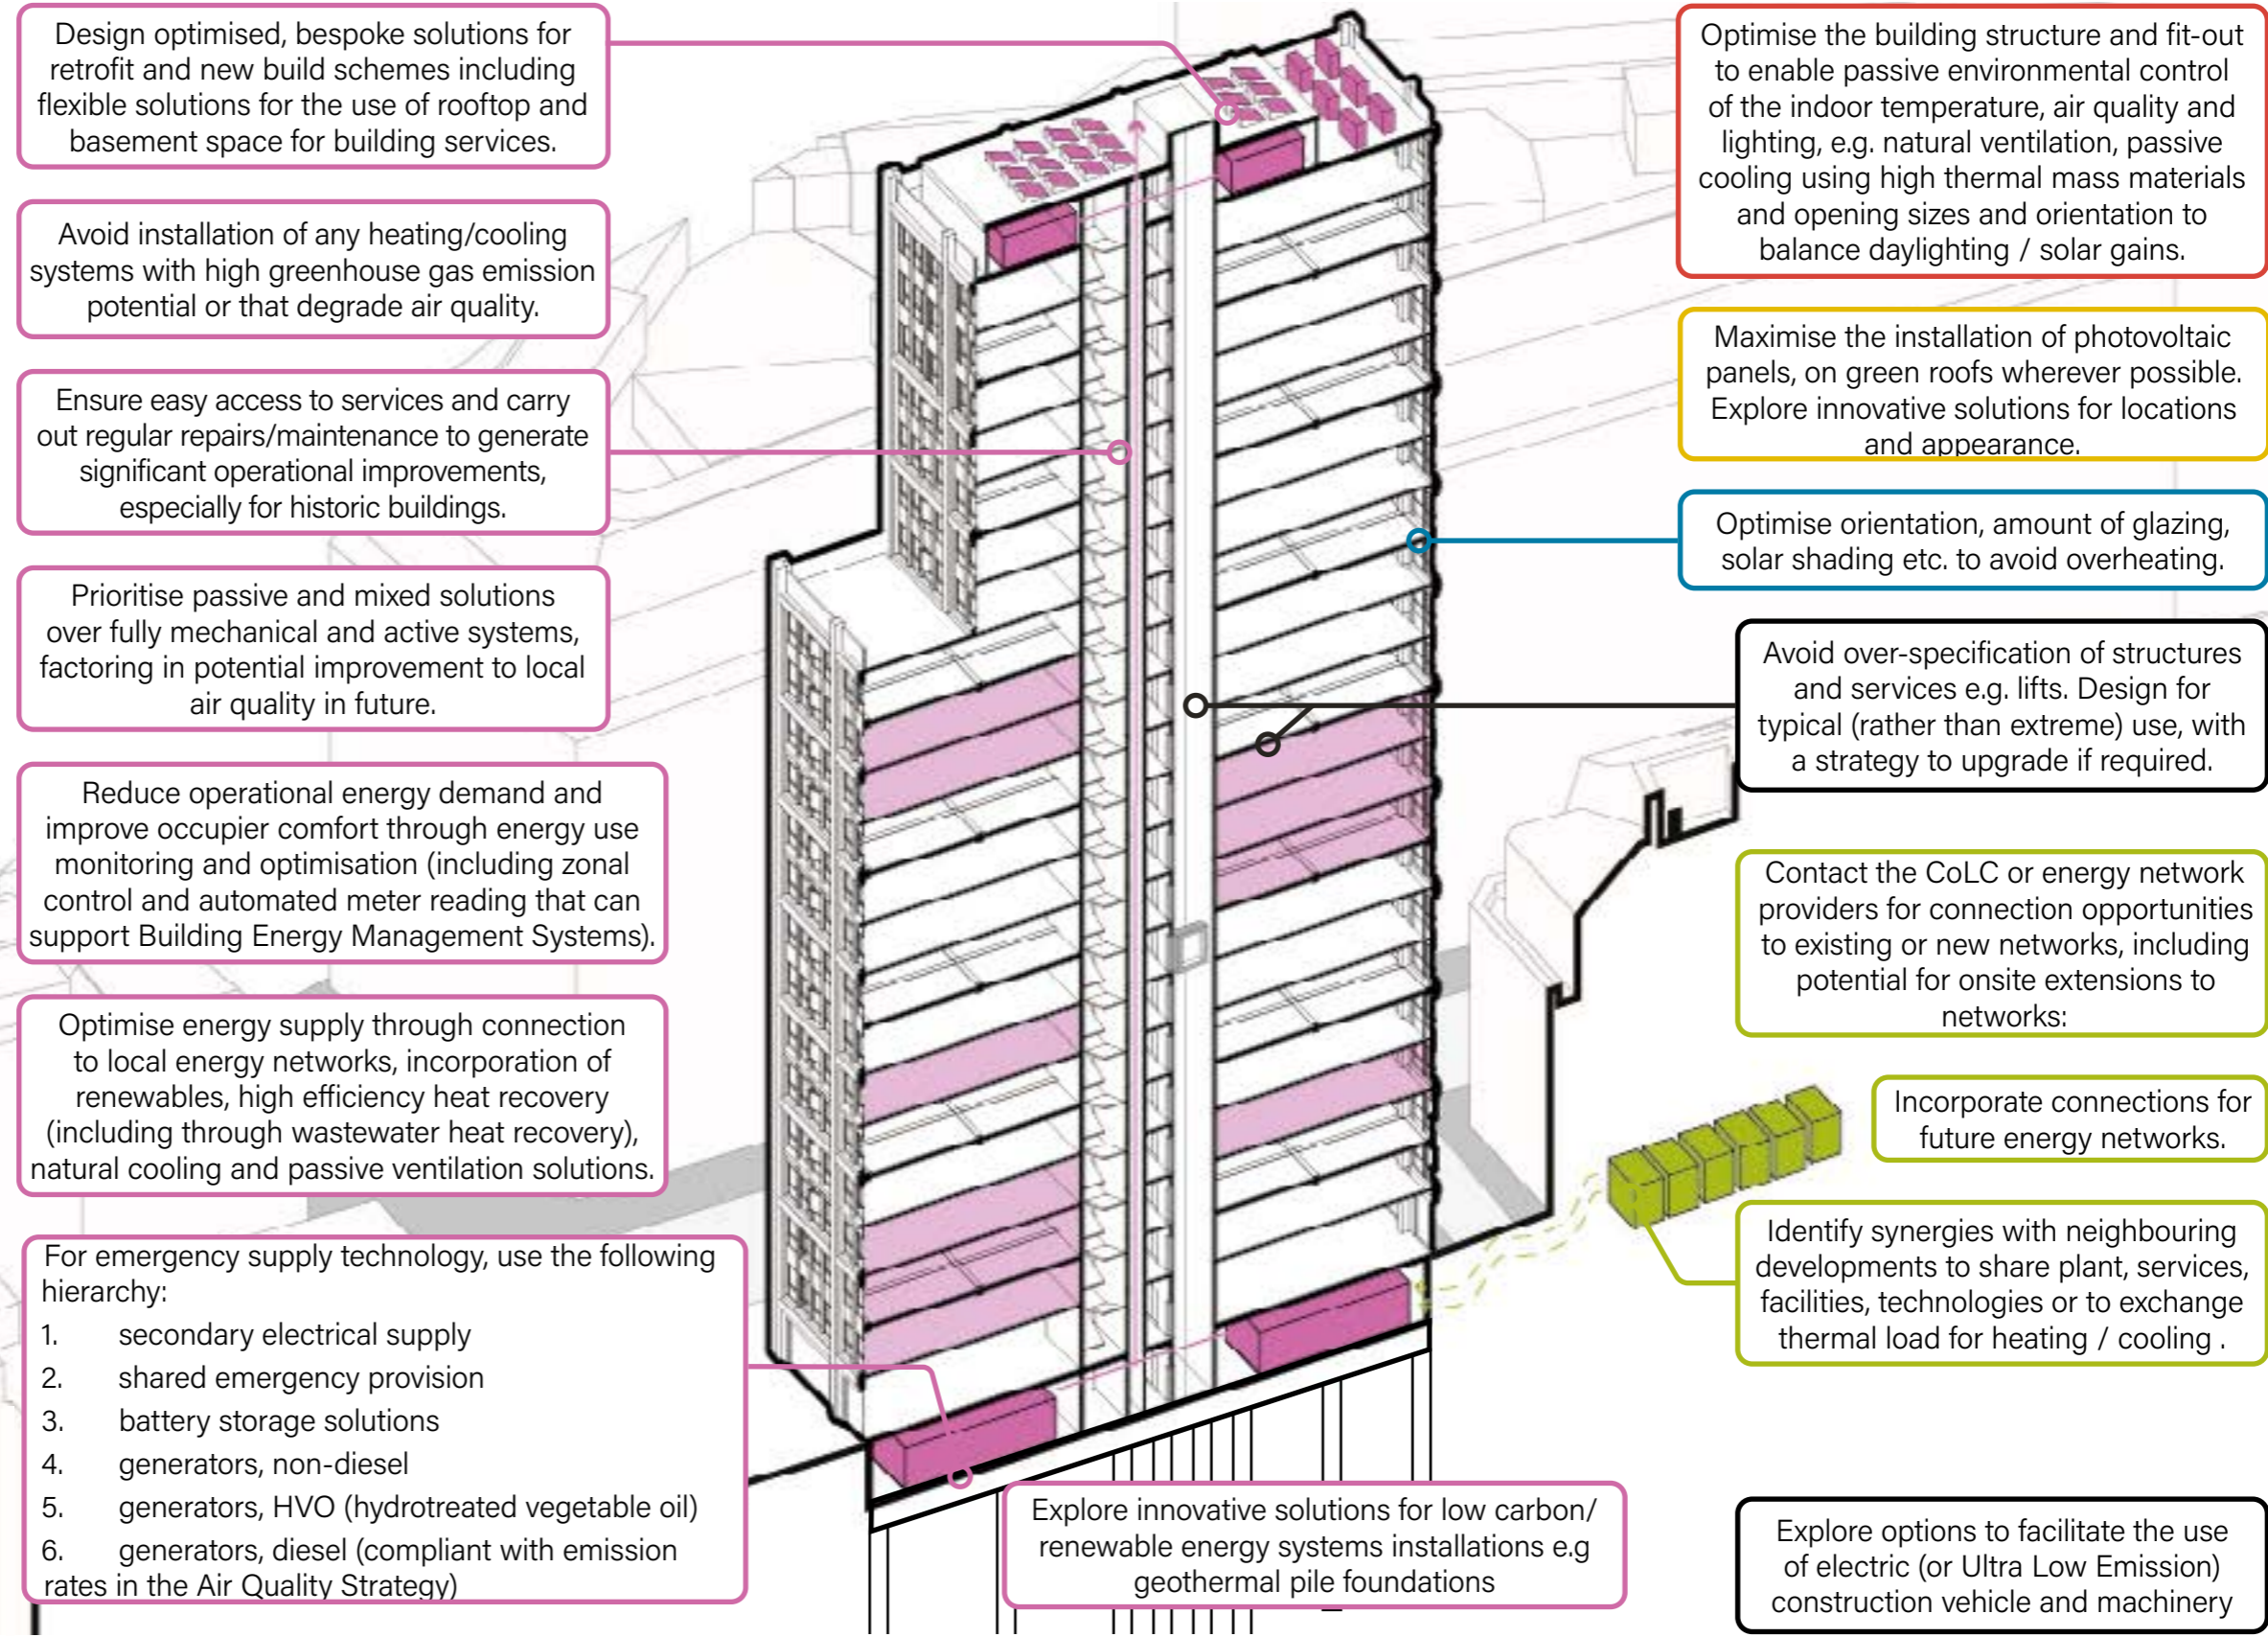 Design optimised, bespoke solutions for
retrofit and new build schemes including
flexible solutions for the use of rooftop and
basement space for building services.
Avoid installation of any heating/cooling
systems with high greenhouse gas emission
potential or that degrade air quality.
Ensure easy access to services and carry
out regular repairs/maintenance to generate
significant operational improvements,
especially for historic buildings.
Prioritise passive and mixed solutions
over fully mechanical and active systems,
factoring in potential improvement to local
air quality in future.
Reduce operational energy demand and
improve occupier comfort through energy use
monitoring and optimisation (including zonal
control and automated meter reading that can
support Building Energy Management Systems).
Optimise energy supply through connection
to local energy networks, incorporation of
renewables, high efficiency heat recovery
(including through wastewater heat recovery),
natural cooling and passive ventilation solutions.
For emergency supply technology, use the following
hierarchy:
1. secondary electrical supply
2. shared emergency provision
3. battery storage solutions
4. generators, non-diesel
5. generators, HVO (hydrotreated vegetable oil)
6. generators, diesel (compliant with emission
rates in the Air Quality Strategy)
Explore innovative solutions for low carbon/
renewable energy systems installations e.g
geothermal pile foundations
Optimise the building structure and fit-out
to enable passive environmental control
of the indoor temperature, air quality and
lighting, e.g. natural ventilation, passive
cooling using high thermal mass materials
and opening sizes and orientation to
balance daylighting / solar gains.
Maximise the installation of photovoltaic
panels, on green roofs wherever possible.
Explore innovative solutions for locations
and appearance.
Optimise orientation, amount of glazing,
solar shading etc. to avoid overheating.
Avoid over-specification of structures
and services e.g. lifts. Design for
typical (rather than extreme) use, with
a strategy to upgrade if required.
Contact the CoLC or energy network
providers for connection opportunities
to existing or new networks, including
potential for onsite extensions to
networks:
Incorporate connections for
future energy networks.
Identify synergies with neighbouring
developments to share plant, services,
facilities, technologies or to exchange
thermal load for heating / cooling .
Explore options to facilitate the use
of electric (or Ultra Low Emission)
construction vehicle and machinery